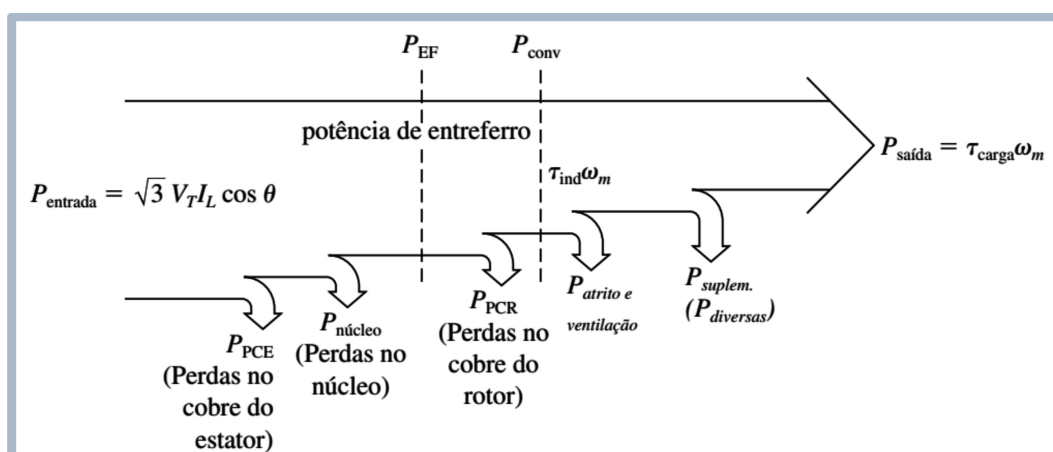 P_EF
P_conv
potência de entreferro
P_saída = τ_carga ω_m
τ_ind ω_m
P_entrada = √3 V_T I_L cos θ
P_PCE
(Perdas no
cobre do
estator)
P_núcleo
(Perdas no
núcleo)
P_PCR
(Perdas no
cobre do
rotor)
P_atrito e
ventilação
P_suplem.
(P_diversas)